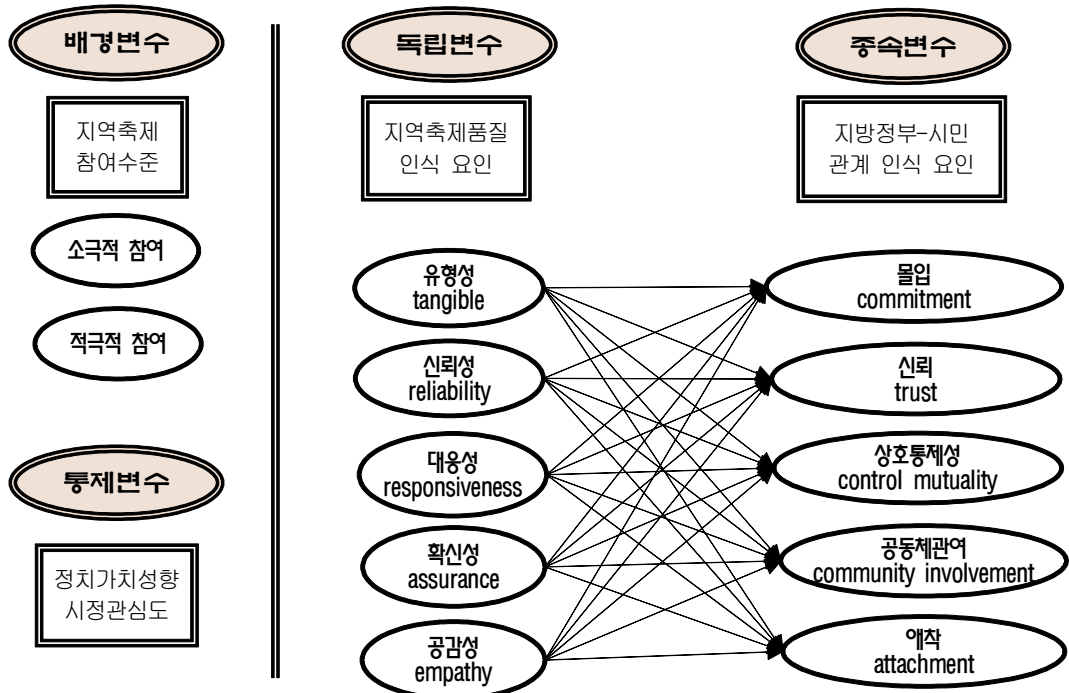 배경변수
지역축제
참여수준
소극적 참여
적극적 참여
통제변수
정치가치성향
시정관심도
독립변수
지역축제품질
인식 요인
유형성
tangible
신뢰성
reliability
대응성
responsiveness
확신성
assurance
공감성
empathy
종속변수
지방정부-시민
관계 인식 요인
몰입
commitment
신뢰
trust
상호통제성
control mutuality
공동체관여
community involvement
애착
attachment